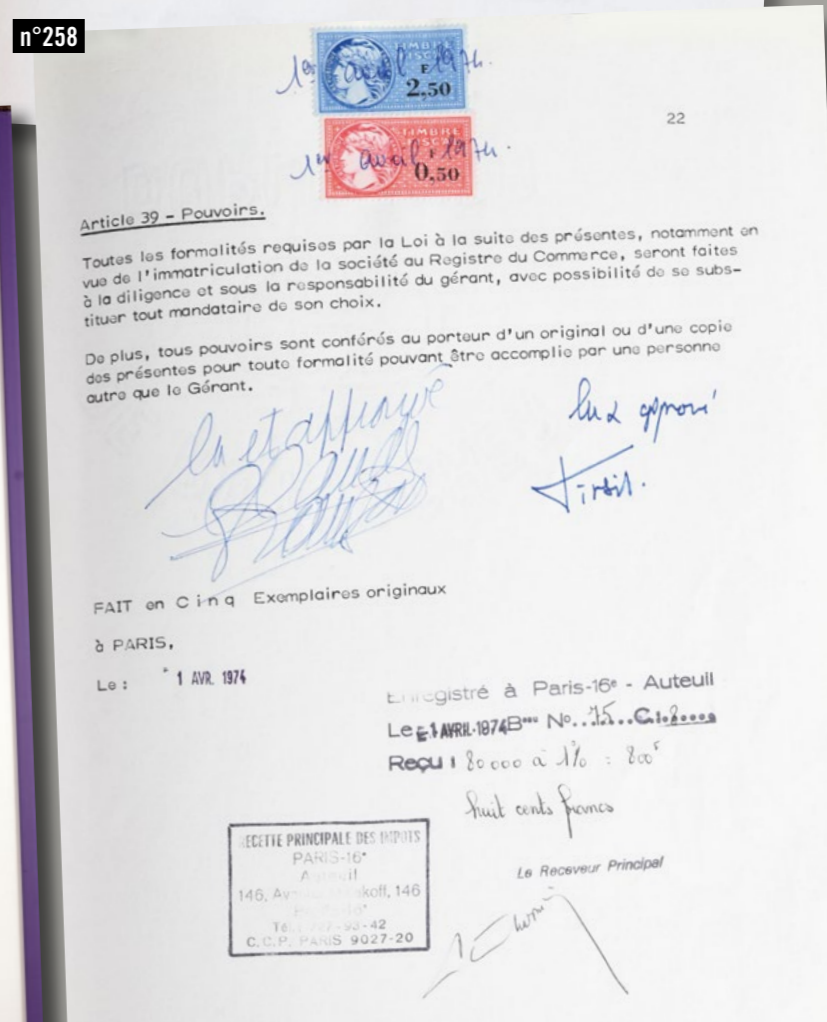 n°258
1er avril 1974.
TIMBRE
FISCAL
F
2,50
1er avril 1974.
TIMBRE
FISCAL
F
0,50
22
Article 39 - Pouvoirs.
Toutes les formalités requises par la Loi à la suite des présentes, notamment en
vue de l'immatriculation de la société au Registre du Commerce, seront faites
à la diligence et sous la responsabilité du gérant, avec possibilité de se subs-
tituer tout mandataire de son choix.
De plus, tous pouvoirs sont conférés au porteur d'un original ou d'une copie
des présentes pour toute formalité pouvant être accomplie par une personne
autre que le Gérant.
lu et approuvé
lu & approuvé
FAIT en Cinq Exemplaires originaux
à PARIS,
Le : 1 AVR. 1974
Enregistré à Paris-16e - Auteuil
Le - 1 AVRIL 1974 Bau No. 75
Reçu : 80000 à 1% : 800f
huit cents francs
RECETTE PRINCIPALE DES IMPOTS
PARIS-16e
Auteuil
146, 146
Le Receveur Principal
C.C.P. PARIS 9027-20